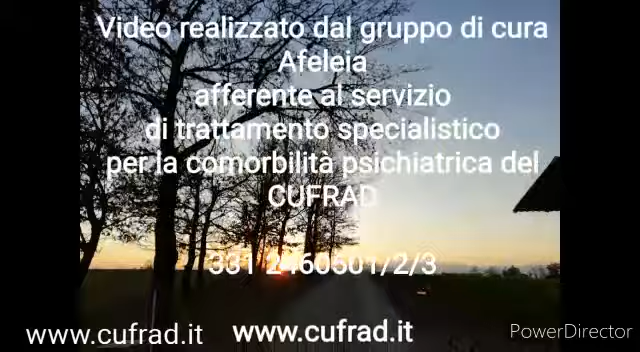 Video realizzato dal gruppo di cura
Afeleia
afferente al servizio
di trattamento specialistico
per la comorbilità psichiatrica del
CUFRAD
331 2460601/2/3
www.cufrad.it www.cufrad.it
PowerDirector